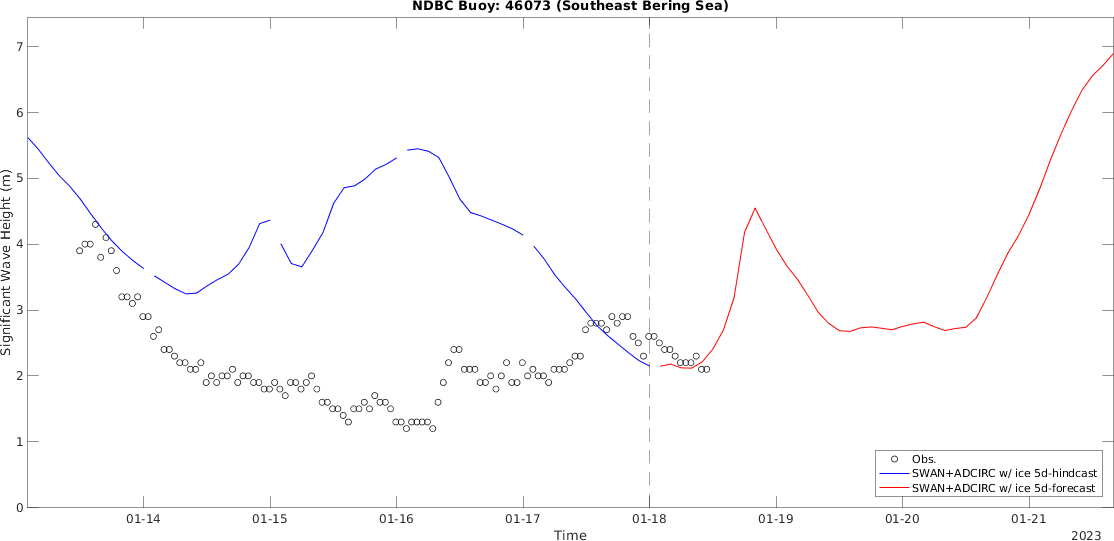 NDBC Buoy: 46073 (Southeast Bering Sea)
7
6
5
4
3
2
1
0
Significant Wave Height (m)
Obs.
SWAN+ADCIRC w/ ice 5d-hindcast
SWAN+ADCIRC w/ ice 5d-forecast
01-14 01-15 01-16 01-17 01-18 01-19 01-20 01-21
Time
2023